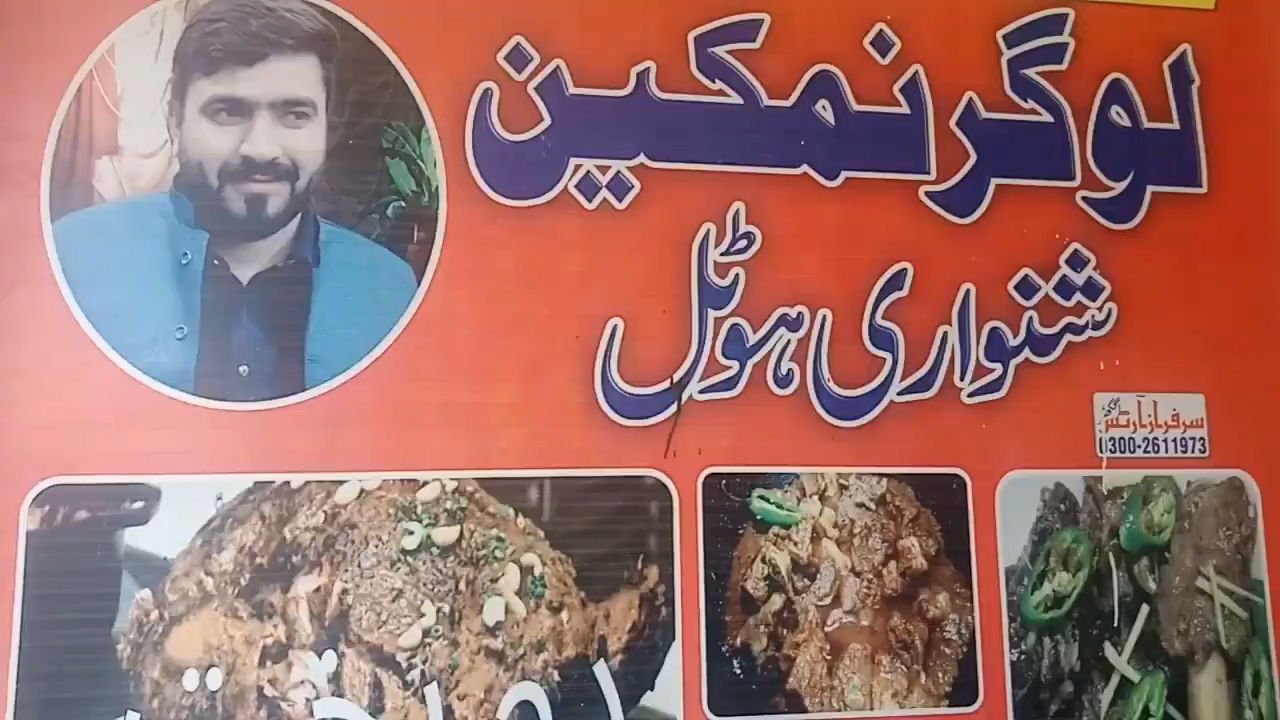 لوگر نمکین
شنواری ہوٹل
سرفراز آرٹس
0300-2611973